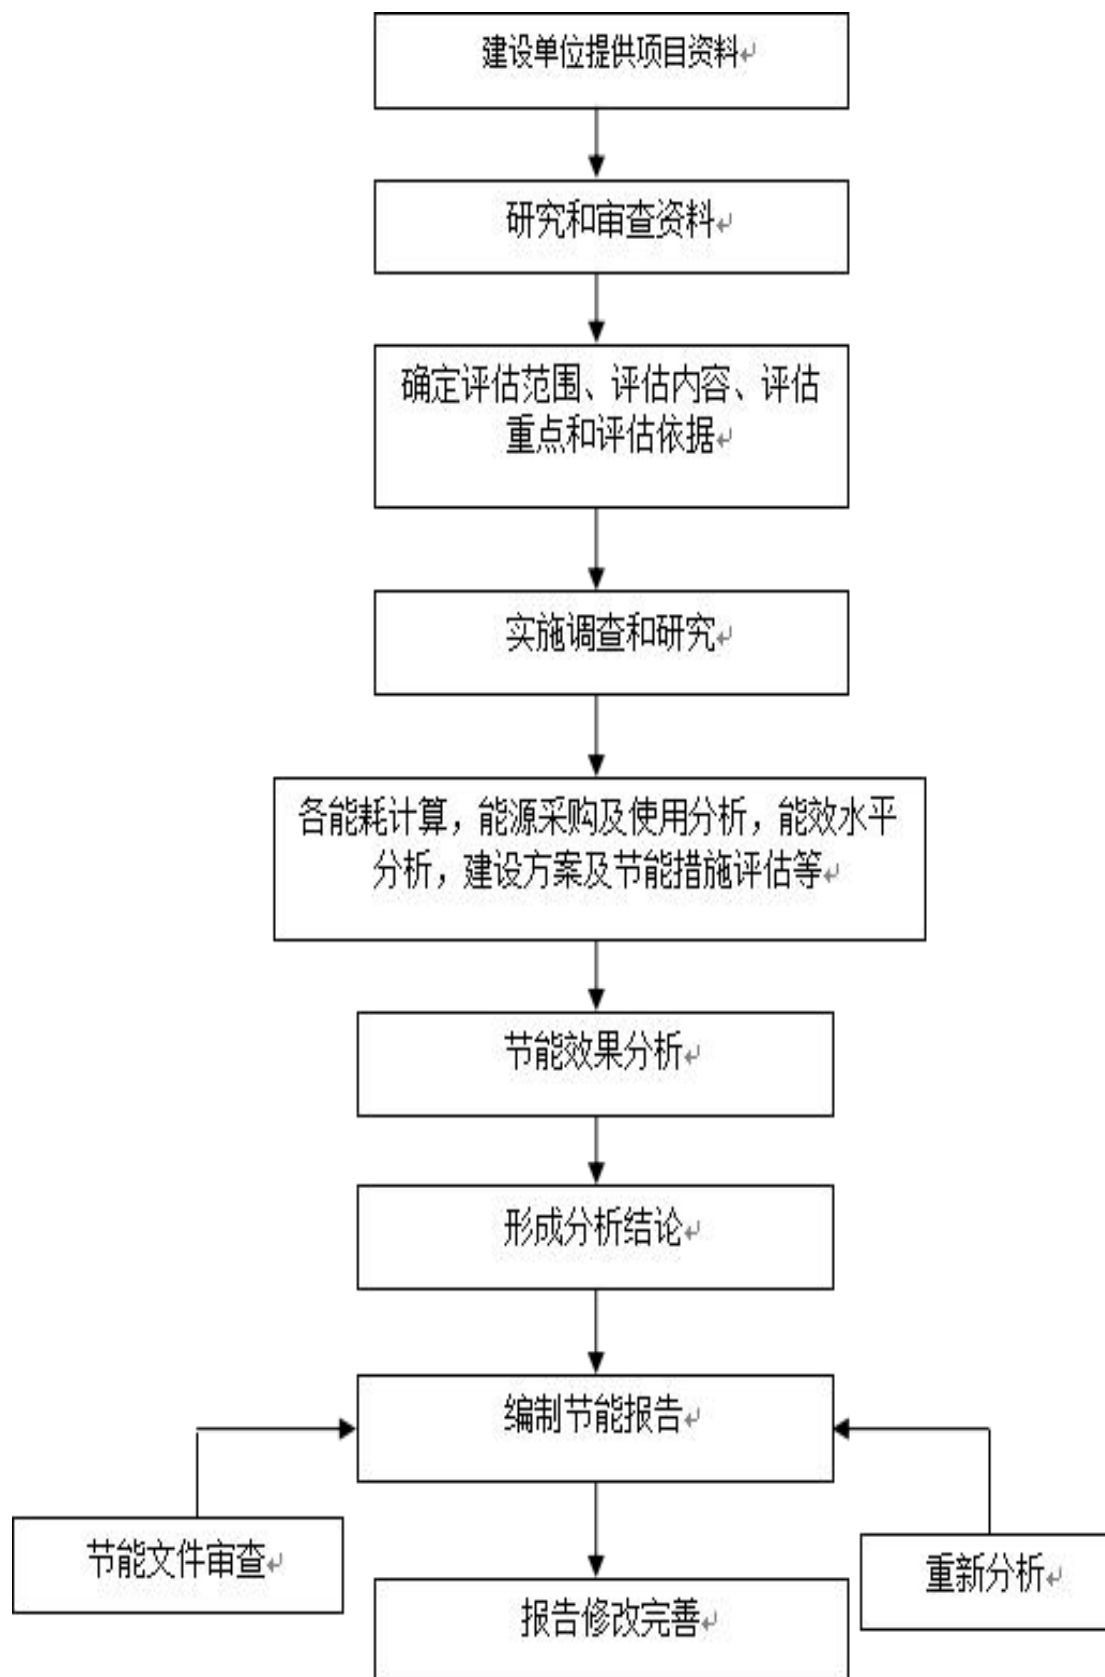 建设单位提供项目资料
研究和审查资料
确定评估范围、评估内容、评估
重点和评估依据
实施调查和研究
各能耗计算，能源采购及使用分析，能效水平
分析，建设方案及节能措施评估等
节能效果分析
形成分析结论
编制节能报告
节能文件审查
重新分析
报告修改完善